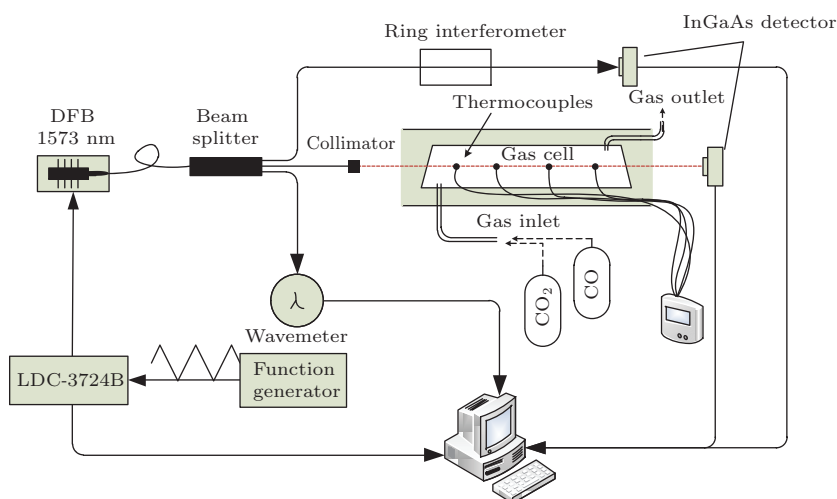 InGaAs detector
Ring interferometer
Thermocouples
Gas outlet
DFB
1573 nm
Beam
splitter
Collimator
Gas cell
Gas inlet
CO₂
CO
λ
Wavemeter
LDC-3724B
Function
generator